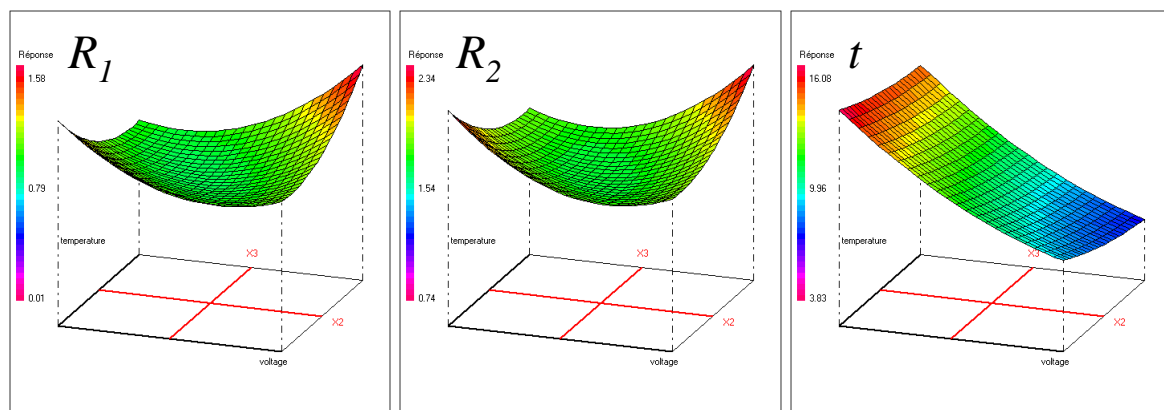 R1
Réponse
1.58
0.79
0.01
temperature
X3
X2
voltage
R2
Réponse
2.34
1.54
0.74
temperature
X3
X2
voltage
t
Réponse
16.08
9.96
3.83
temperature
X3
X2
voltage